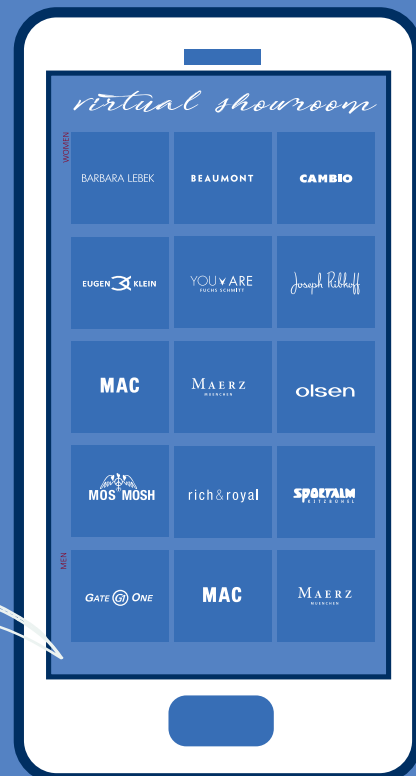 virtual showroom
WOMEN
BARBARA LEBEK
BEAUMONT
CAMBIO
EUGEN KLEIN
YOU ARE
FUCHS SCHMITT
Joseph Ribkoff
MAC
MAERZ
MUENCHEN
olsen
MOS MOSH
rich&royal
SPORTALM
KITZBÜHEL
MEN
GATE G1 ONE
MAC
MAERZ
MUENCHEN